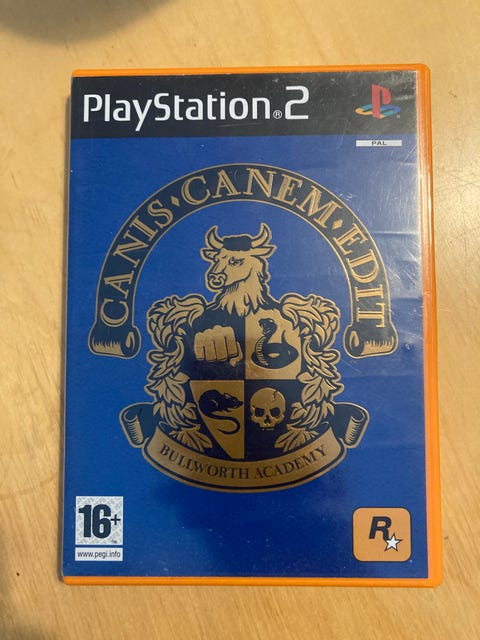 PlayStation®2
PAL
CANIS·CANEM·EDIT
BULLWORTH ACADEMY
16+
www.pegi.info
R